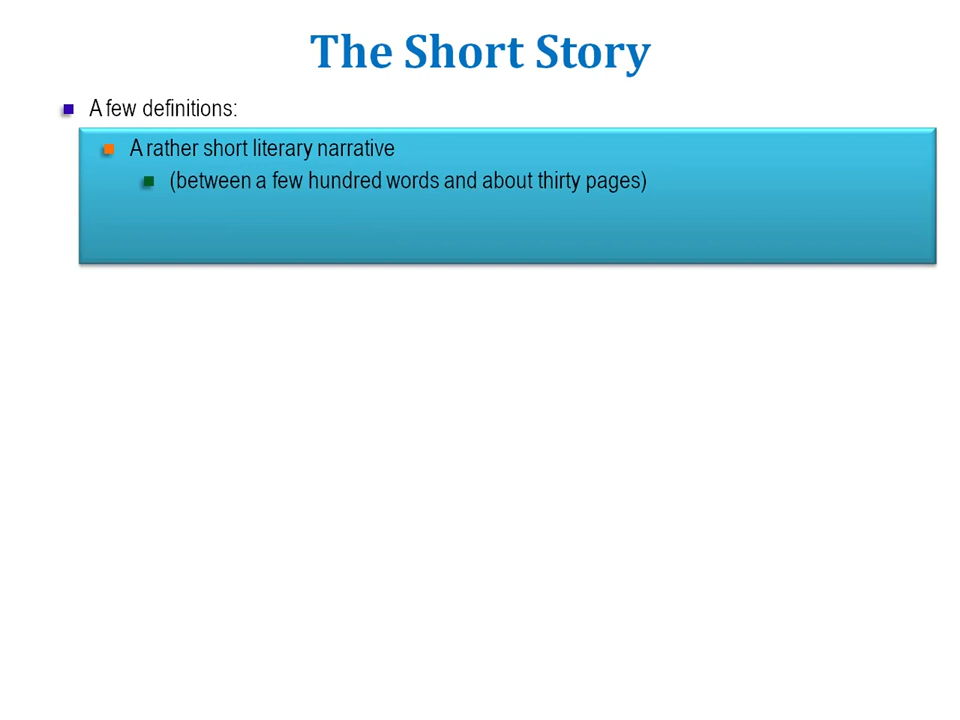 The Short Story
A few definitions:
A rather short literary narrative
(between a few hundred words and about thirty pages)